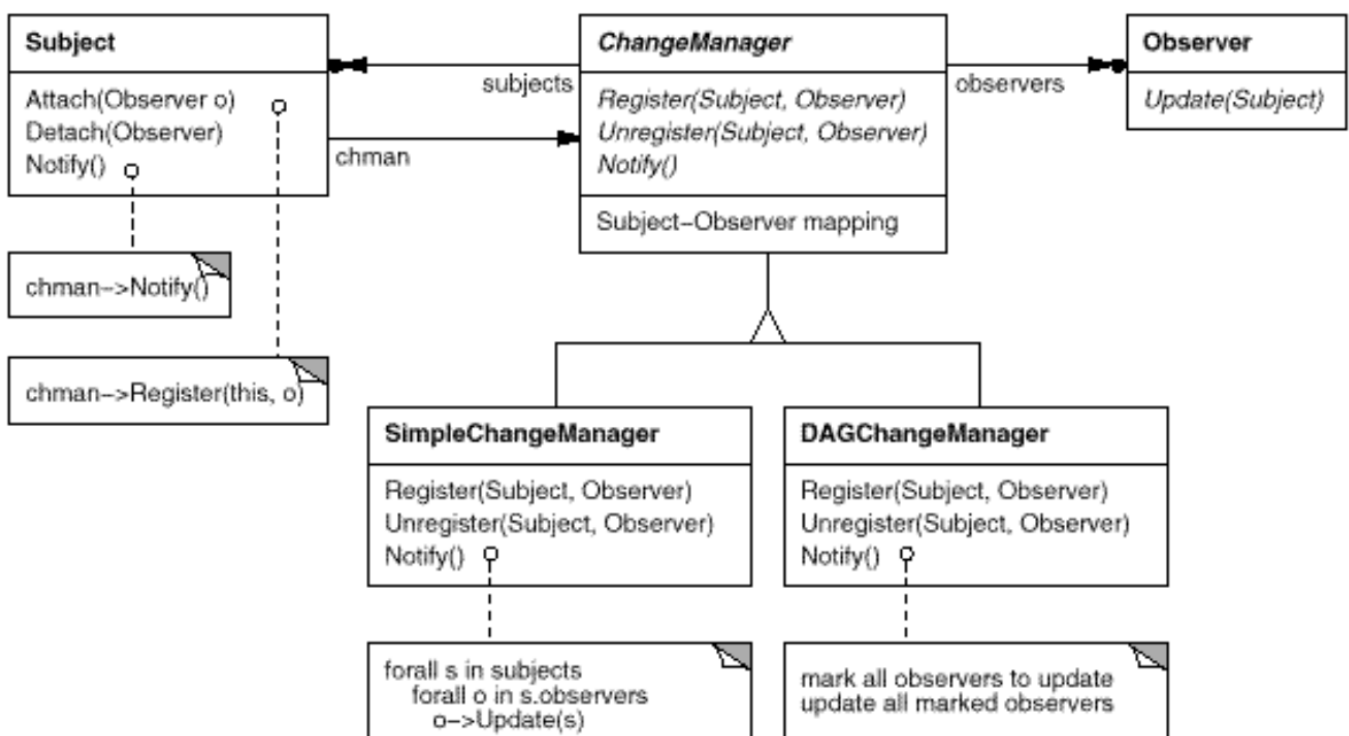 Subject
Attach(Observer o)
Detach(Observer)
Notify()
chman->Notify()
chman->Register(this, o)
subjects
chman
ChangeManager
Register(Subject, Observer)
Unregister(Subject, Observer)
Notify()
Subject-Observer mapping
observers
Observer
Update(Subject)
SimpleChangeManager
Register(Subject, Observer)
Unregister(Subject, Observer)
Notify()
forall s in subjects
forall o in s.observers
o->Update(s)
DAGChangeManager
Register(Subject, Observer)
Unregister(Subject, Observer)
Notify()
mark all observers to update
update all marked observers